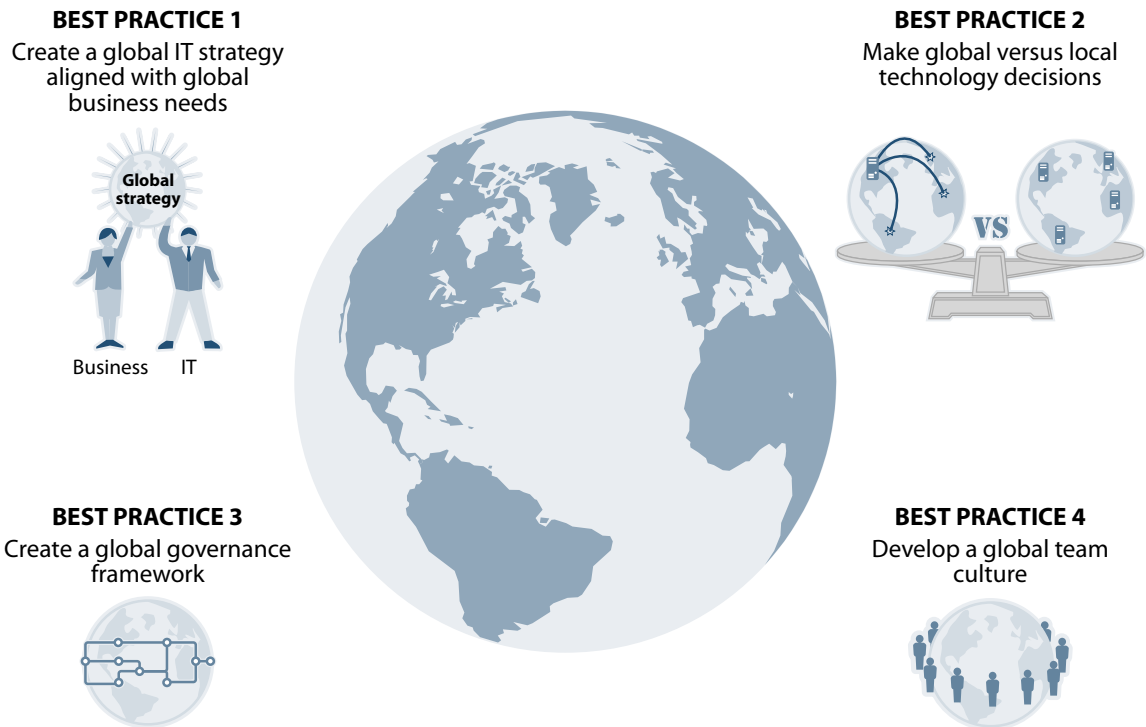 BEST PRACTICE 1
Create a global IT strategy
aligned with global
business needs
Global
strategy
Business
IT
BEST PRACTICE 2
Make global versus local
technology decisions
VS
BEST PRACTICE 3
Create a global governance
framework
BEST PRACTICE 4
Develop a global team
culture